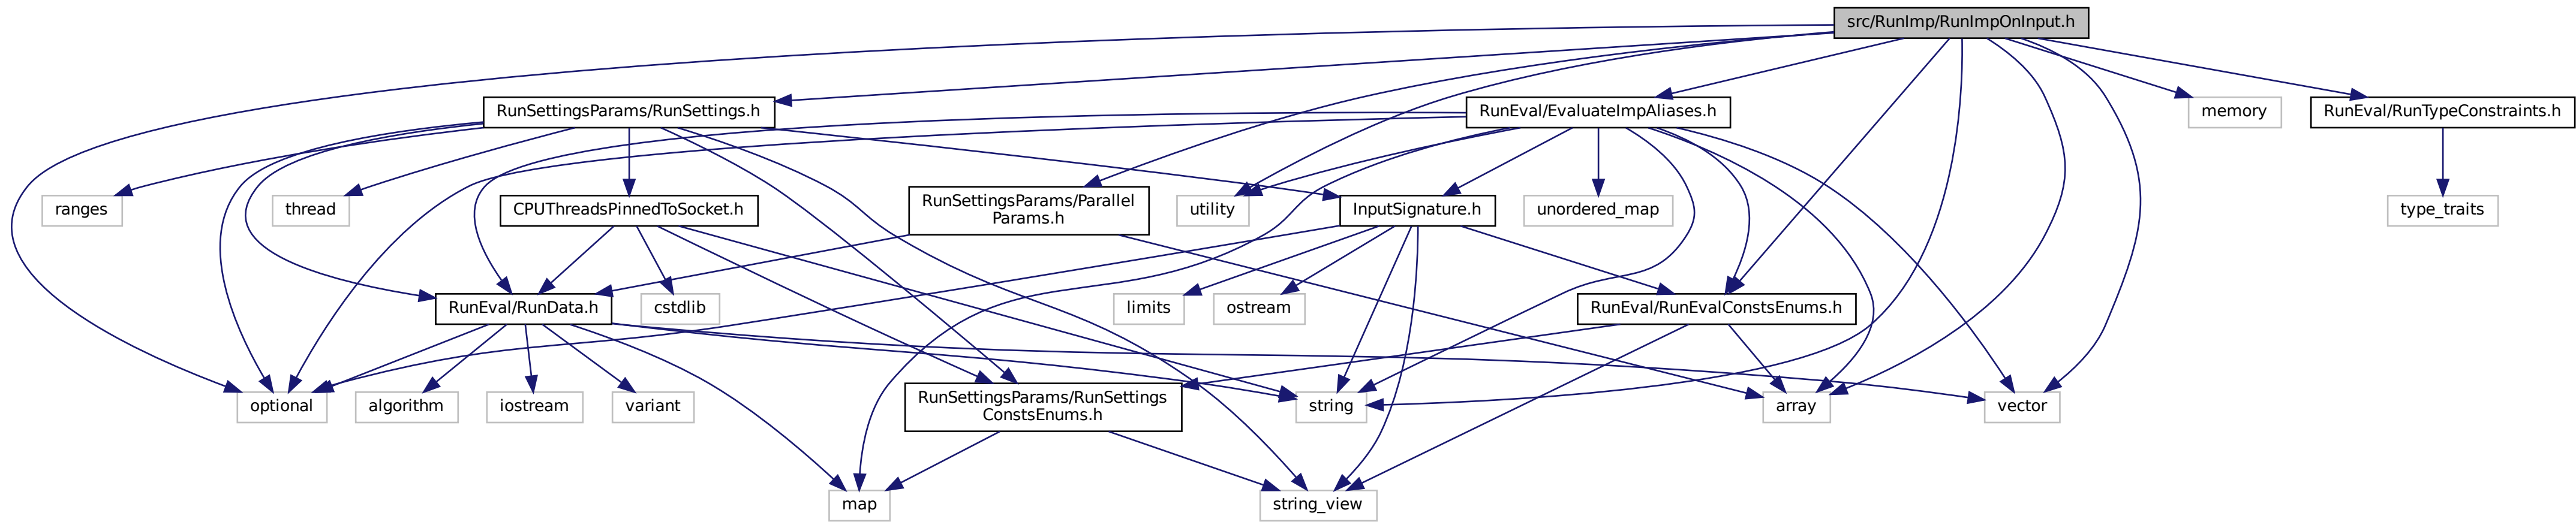 src/RunImp/RunImpOnInput.h
RunSettingsParams/RunSettings.h
RunEval/EvaluateImpAliases.h
memory
RunEval/RunTypeConstraints.h
ranges
thread
CPUThreadsPinnedToSocket.h
RunSettingsParams/Parallel
Params.h
utility
InputSignature.h
unordered_map
type_traits
RunEval/RunData.h
cstdlib
limits
ostream
RunEval/RunEvalConstsEnums.h
optional
algorithm
iostream
variant
RunSettingsParams/RunSettings
ConstsEnums.h
string
array
vector
map
string_view